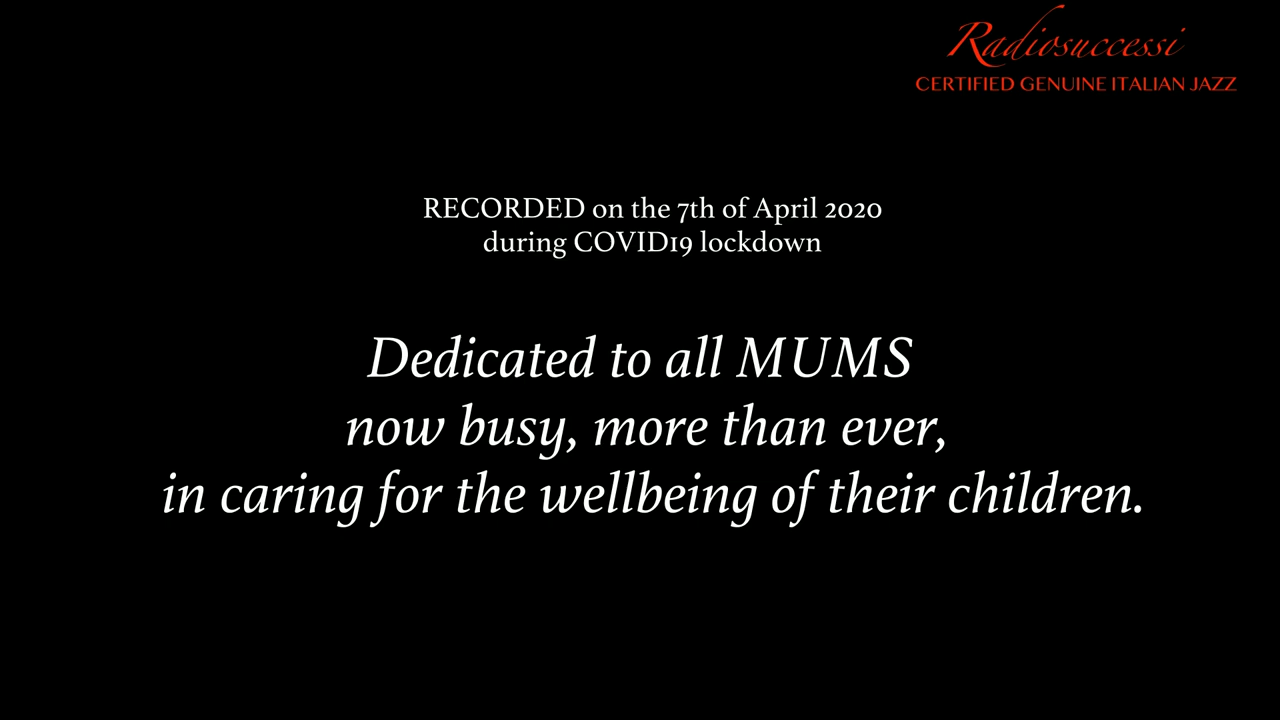 Radiosuccessi
CERTIFIED GENUINE ITALIAN JAZZ
RECORDED on the 7th of April 2020
during COVID19 lockdown
Dedicated to all MUMS
now busy, more than ever,
in caring for the wellbeing of their children.